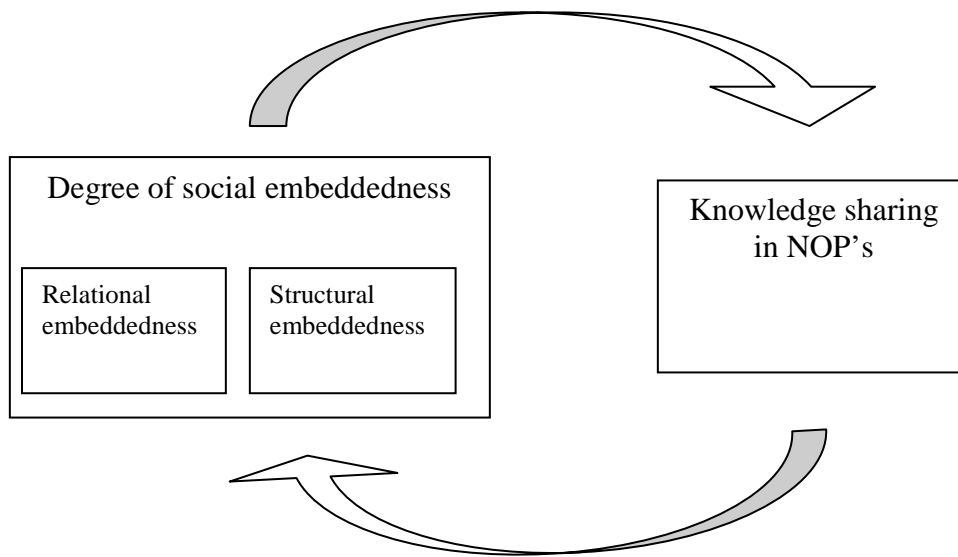 Degree of social embeddedness
Relational
embeddedness
Structural
embeddedness
Knowledge sharing
in NOP’s